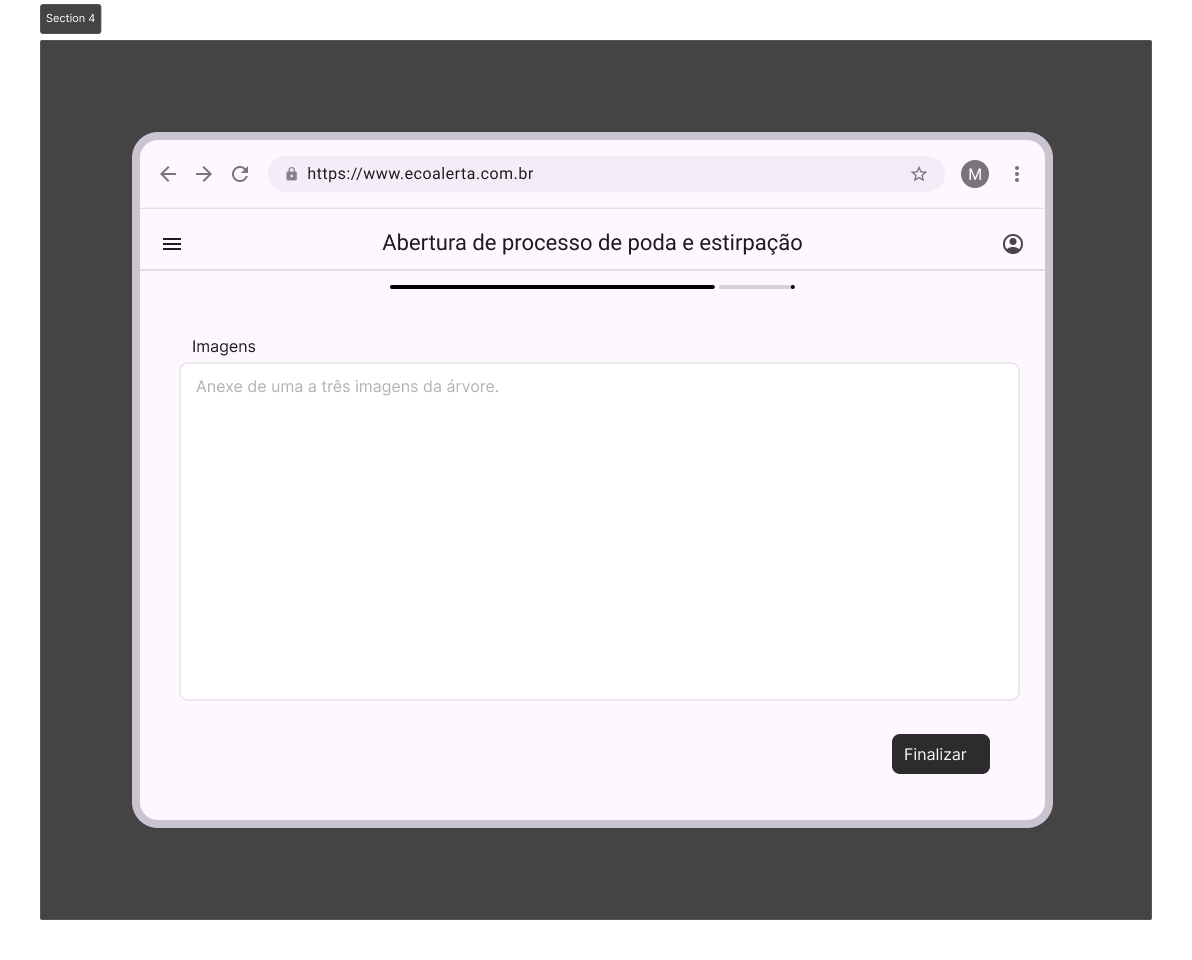 Section 4
https://www.ecoalerta.com.br
M
Abertura de processo de poda e estirpação
Imagens
Anexe de uma a três imagens da árvore.
Finalizar